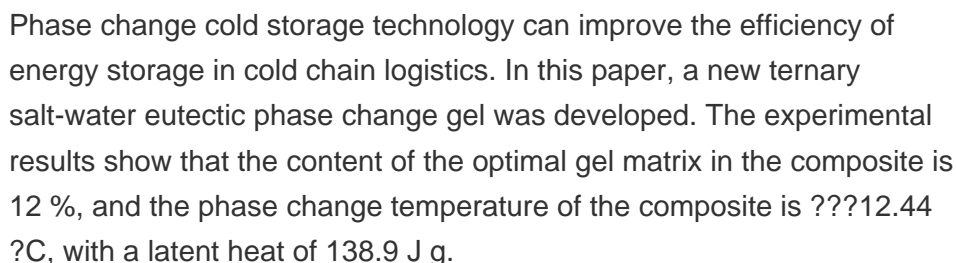 Phase change cold storage technology can improve the efficiency of
energy storage in cold chain logistics. In this paper, a new ternary
salt-water eutectic phase change gel was developed. The experimental
results show that the content of the optimal gel matrix in the composite is
12 %, and the phase change temperature of the composite is ???12.44
?C, with a latent heat of 138.9 J g.